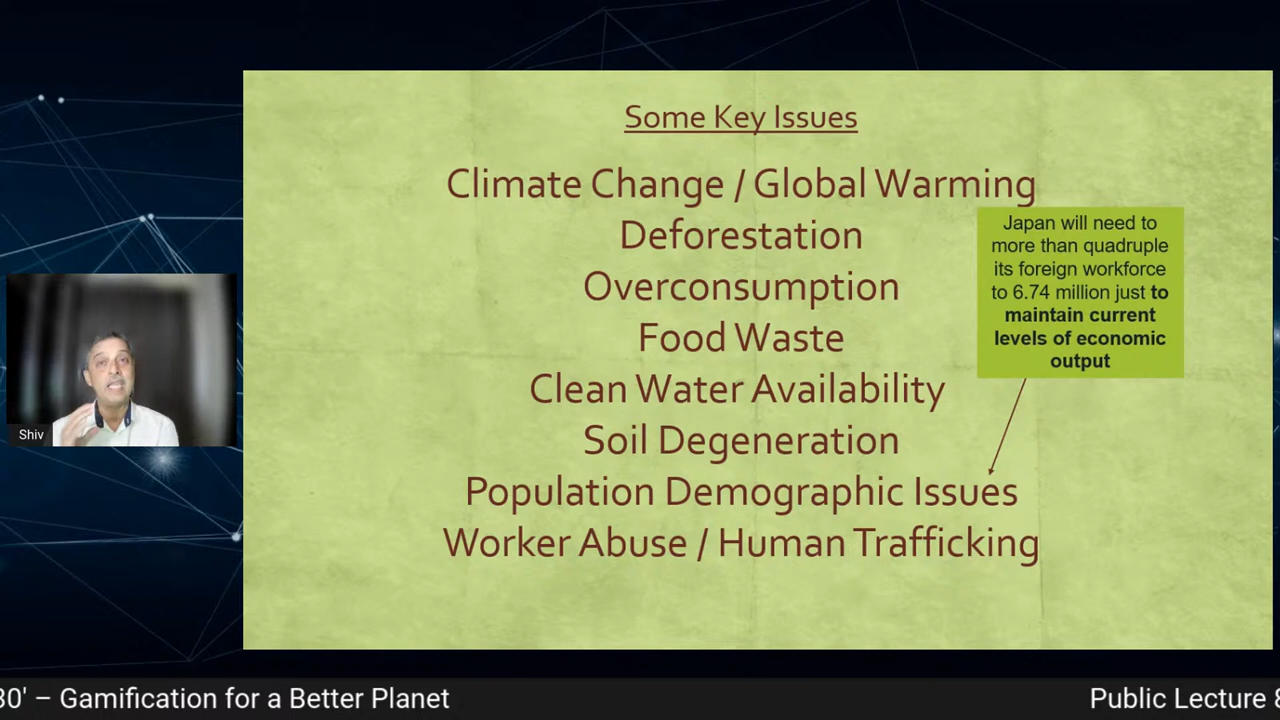 Some Key Issues
Climate Change / Global Warming
Deforestation
Overconsumption
Food Waste
Clean Water Availability
Soil Degeneration
Population Demographic Issues
Worker Abuse / Human Trafficking
Japan will need to
more than quadruple
its foreign workforce
to 6.74 million just to
maintain current
levels of economic
output
Shiv
30' – Gamification for a Better Planet
Public Lecture 8